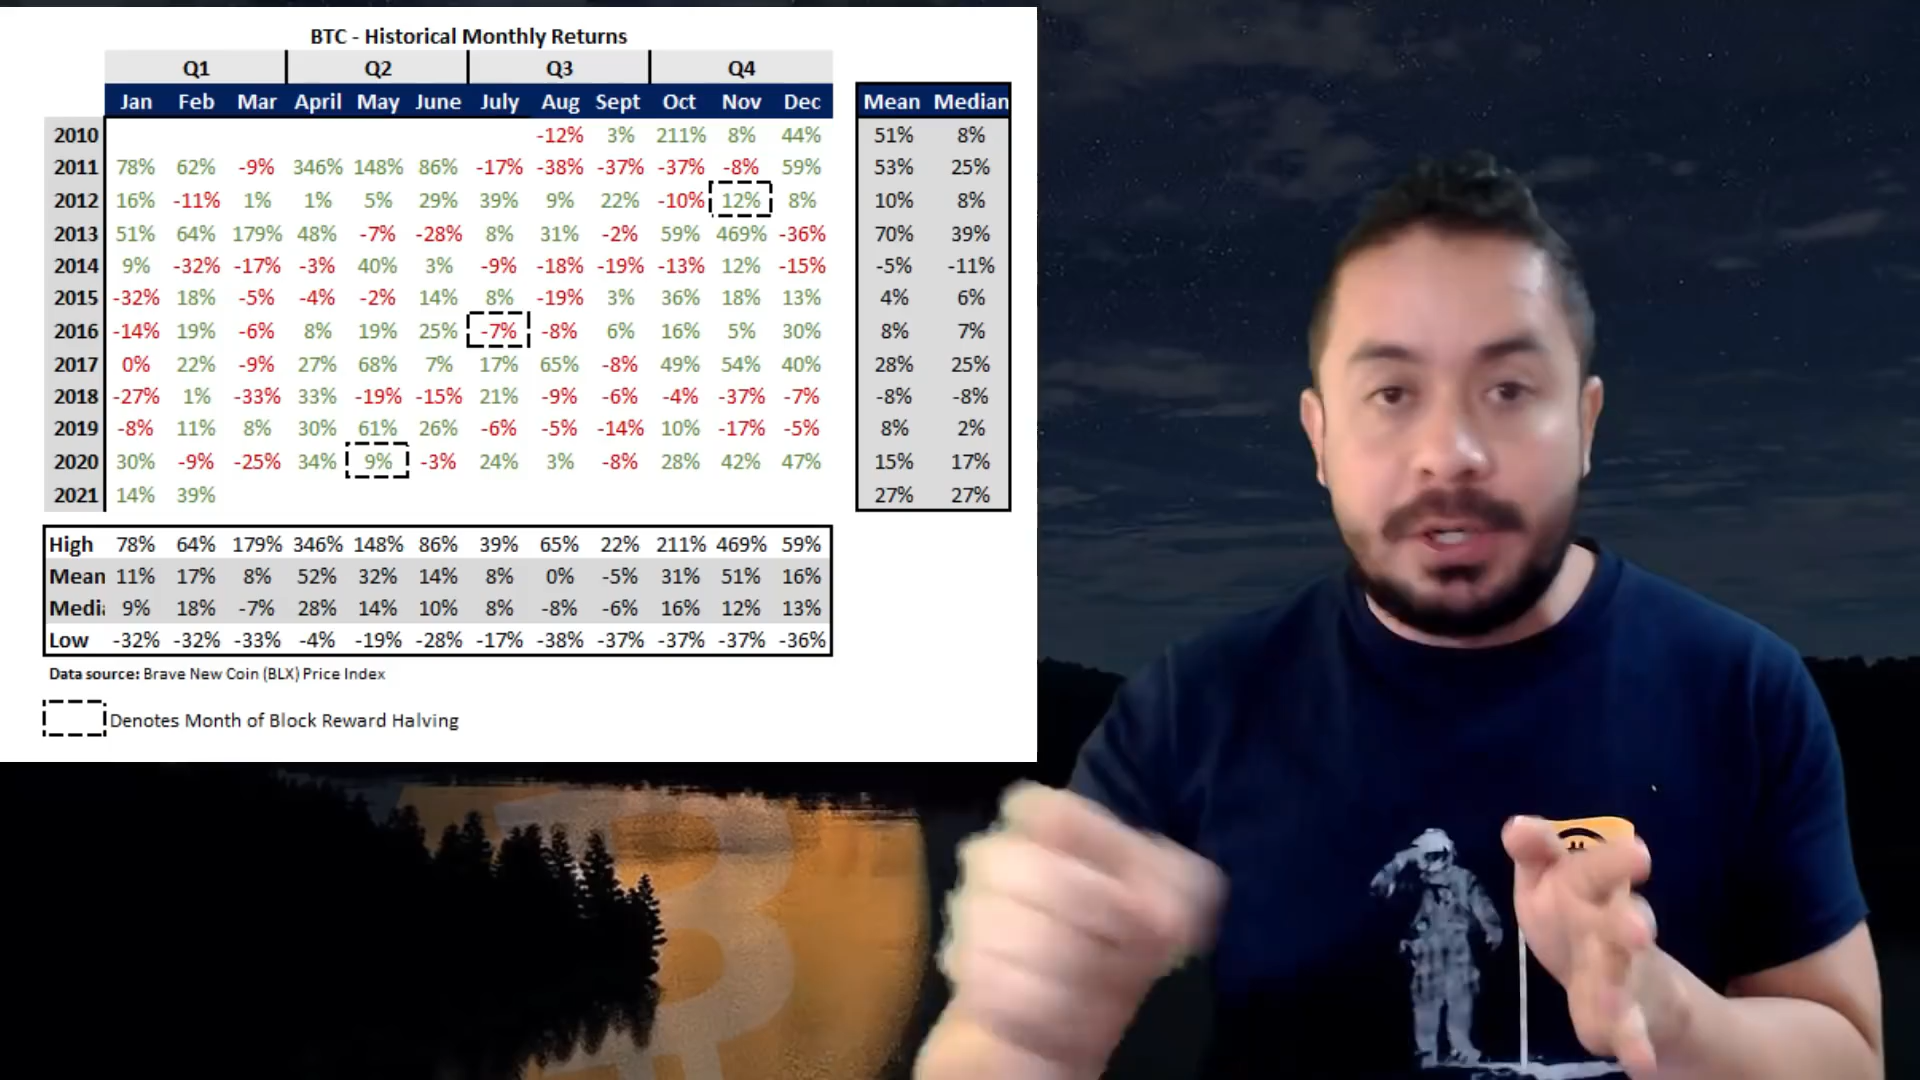 BTC - Historical Monthly Returns
Q1 Q2 Q3 Q4
Jan Feb Mar April May June July Aug Sept Oct Nov Dec Mean Median
2010 -12% 3% 211% 8% 44% 51% 8%
2011 78% 62% -9% 346% 148% 86% -17% -38% -37% -37% -8% 59% 53% 25%
2012 16% -11% 1% 1% 5% 29% 39% 9% 22% -10% 12% 8% 10% 8%
2013 51% 64% 179% 48% -7% -28% 8% 31% -2% 59% 469% -36% 70% 39%
2014 9% -32% -17% -3% 40% 3% -9% -18% -19% -13% 12% -15% -5% -11%
2015 -32% 18% -5% -4% -2% 14% 8% -19% 3% 36% 18% 13% 4% 6%
2016 -14% 19% -6% 8% 19% 25% -7% -8% 6% 16% 5% 30% 8% 7%
2017 0% 22% -9% 27% 68% 7% 17% 65% -8% 49% 54% 40% 28% 25%
2018 -27% 1% -33% 33% -19% -15% 21% -9% -6% -4% -37% -7% -8% -8%
2019 -8% 11% 8% 30% 61% 26% -6% -5% -14% 10% -17% -5% 8% 2%
2020 30% -9% -25% 34% 9% -3% 24% 3% -8% 28% 42% 47% 15% 17%
2021 14% 39% 27% 27%
High 78% 64% 179% 346% 148% 86% 39% 65% 22% 211% 469% 59%
Mean 11% 17% 8% 52% 32% 14% 8% 0% -5% 31% 51% 16%
Medi 9% 18% -7% 28% 14% 10% 8% -8% -6% 16% 12% 13%
Low -32% -32% -33% -4% -19% -28% -17% -38% -37% -37% -37% -36%
Data source: Brave New Coin (BLX) Price Index
Denotes Month of Block Reward Halving